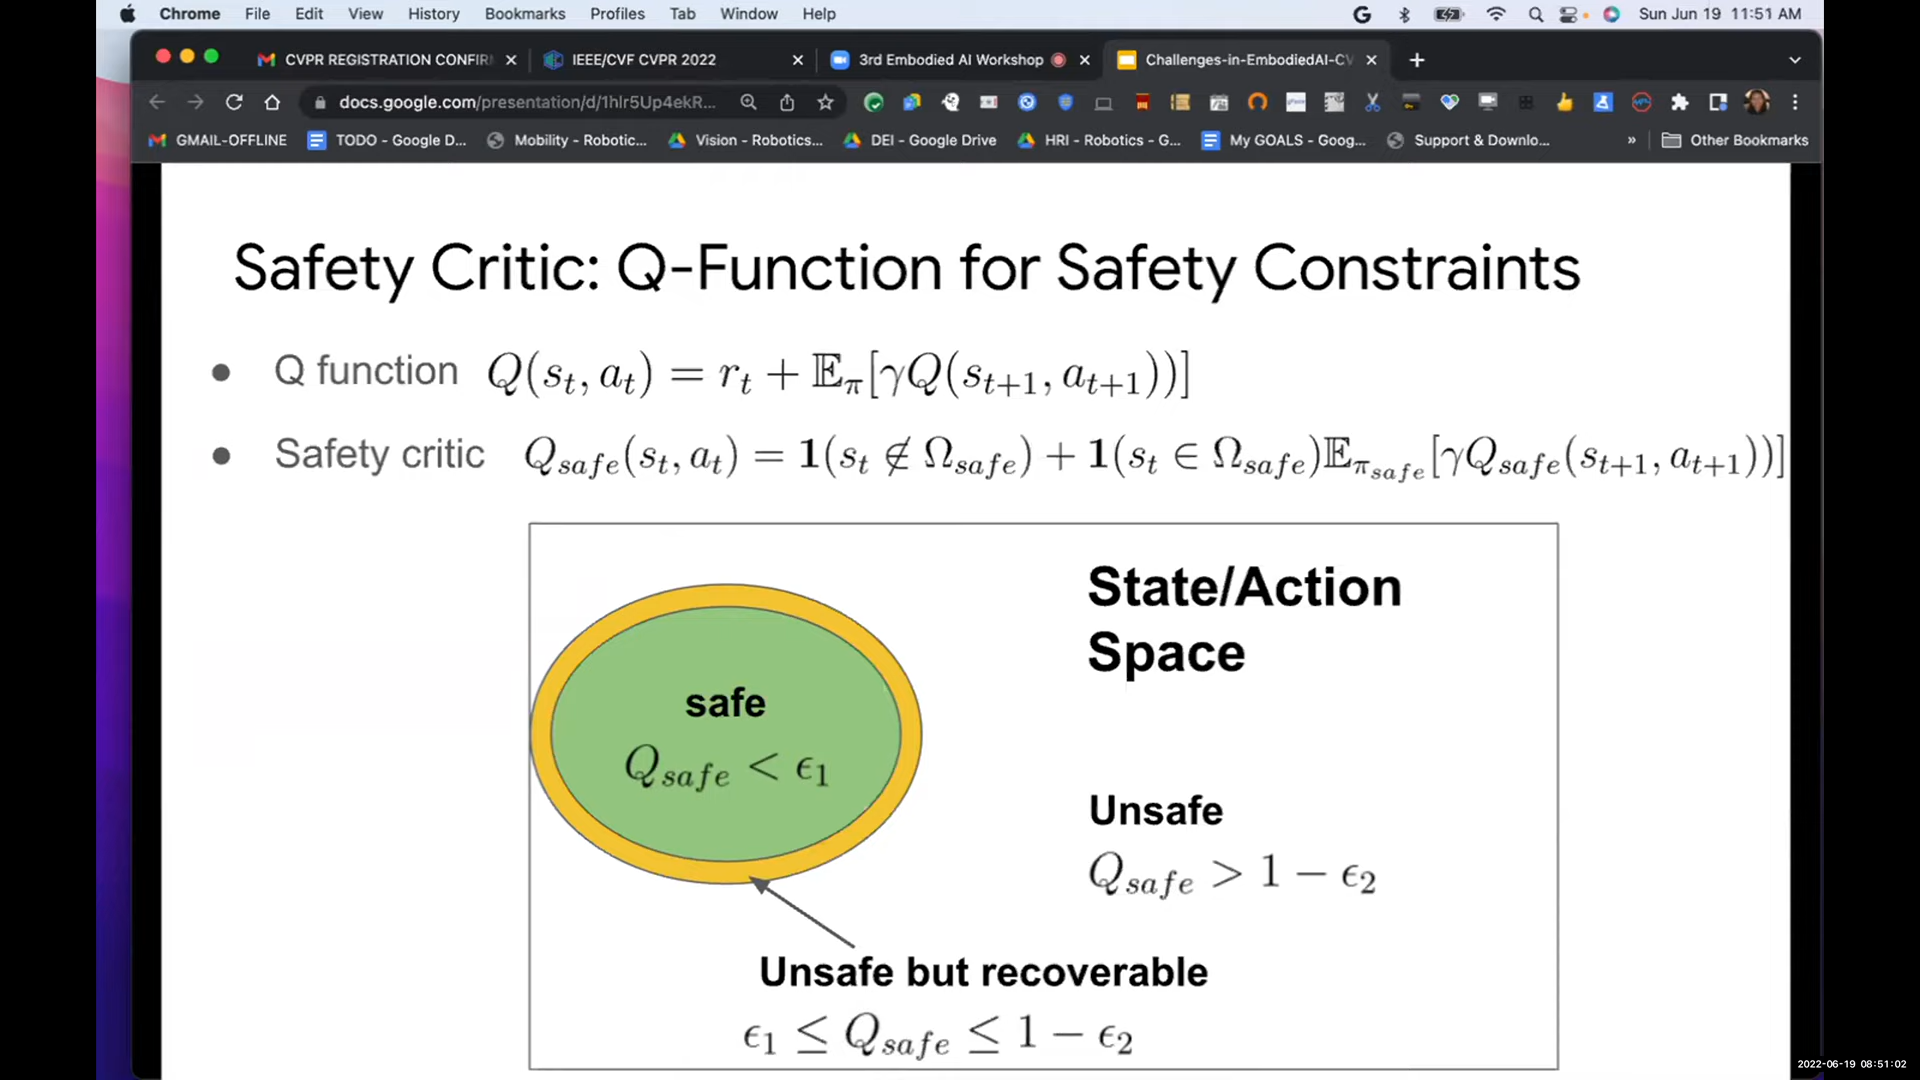 Chrome File Edit View History Bookmarks Profiles Tab Window Help Sun Jun 19 11:51 AM
CVPR REGISTRATION CONFIR IEEE/CVF CVPR 2022 3rd Embodied AI Workshop Challenges-in-EmbodiedAI-CV
docs.google.com/presentation/d/1hlr5Up4ekR...
GMAIL-OFFLINE TODO - Google D... Mobility - Robotic... Vision - Robotics... DEI - Google Drive HRI - Robotics - G... My GOALS - Goog... Support & Downlo... » Other Bookmarks
Safety Critic: Q-Function for Safety Constraints
● Q function Q(s_t, a_t) = r_t + 𝔼_π[γQ(s_{t+1}, a_{t+1}))]
● Safety critic Q_{safe}(s_t, a_t) = 1(s_t ∉ Ω_{safe}) + 1(s_t ∈ Ω_{safe})𝔼_{π_{safe}}[γQ_{safe}(s_{t+1}, a_{t+1}))]
State/Action
Space
safe
Q_{safe} < ϵ_1
Unsafe
Q_{safe} > 1 − ϵ_2
Unsafe but recoverable
ϵ_1 ≤ Q_{safe} ≤ 1 − ϵ_2
2022-06-19 08:51:02